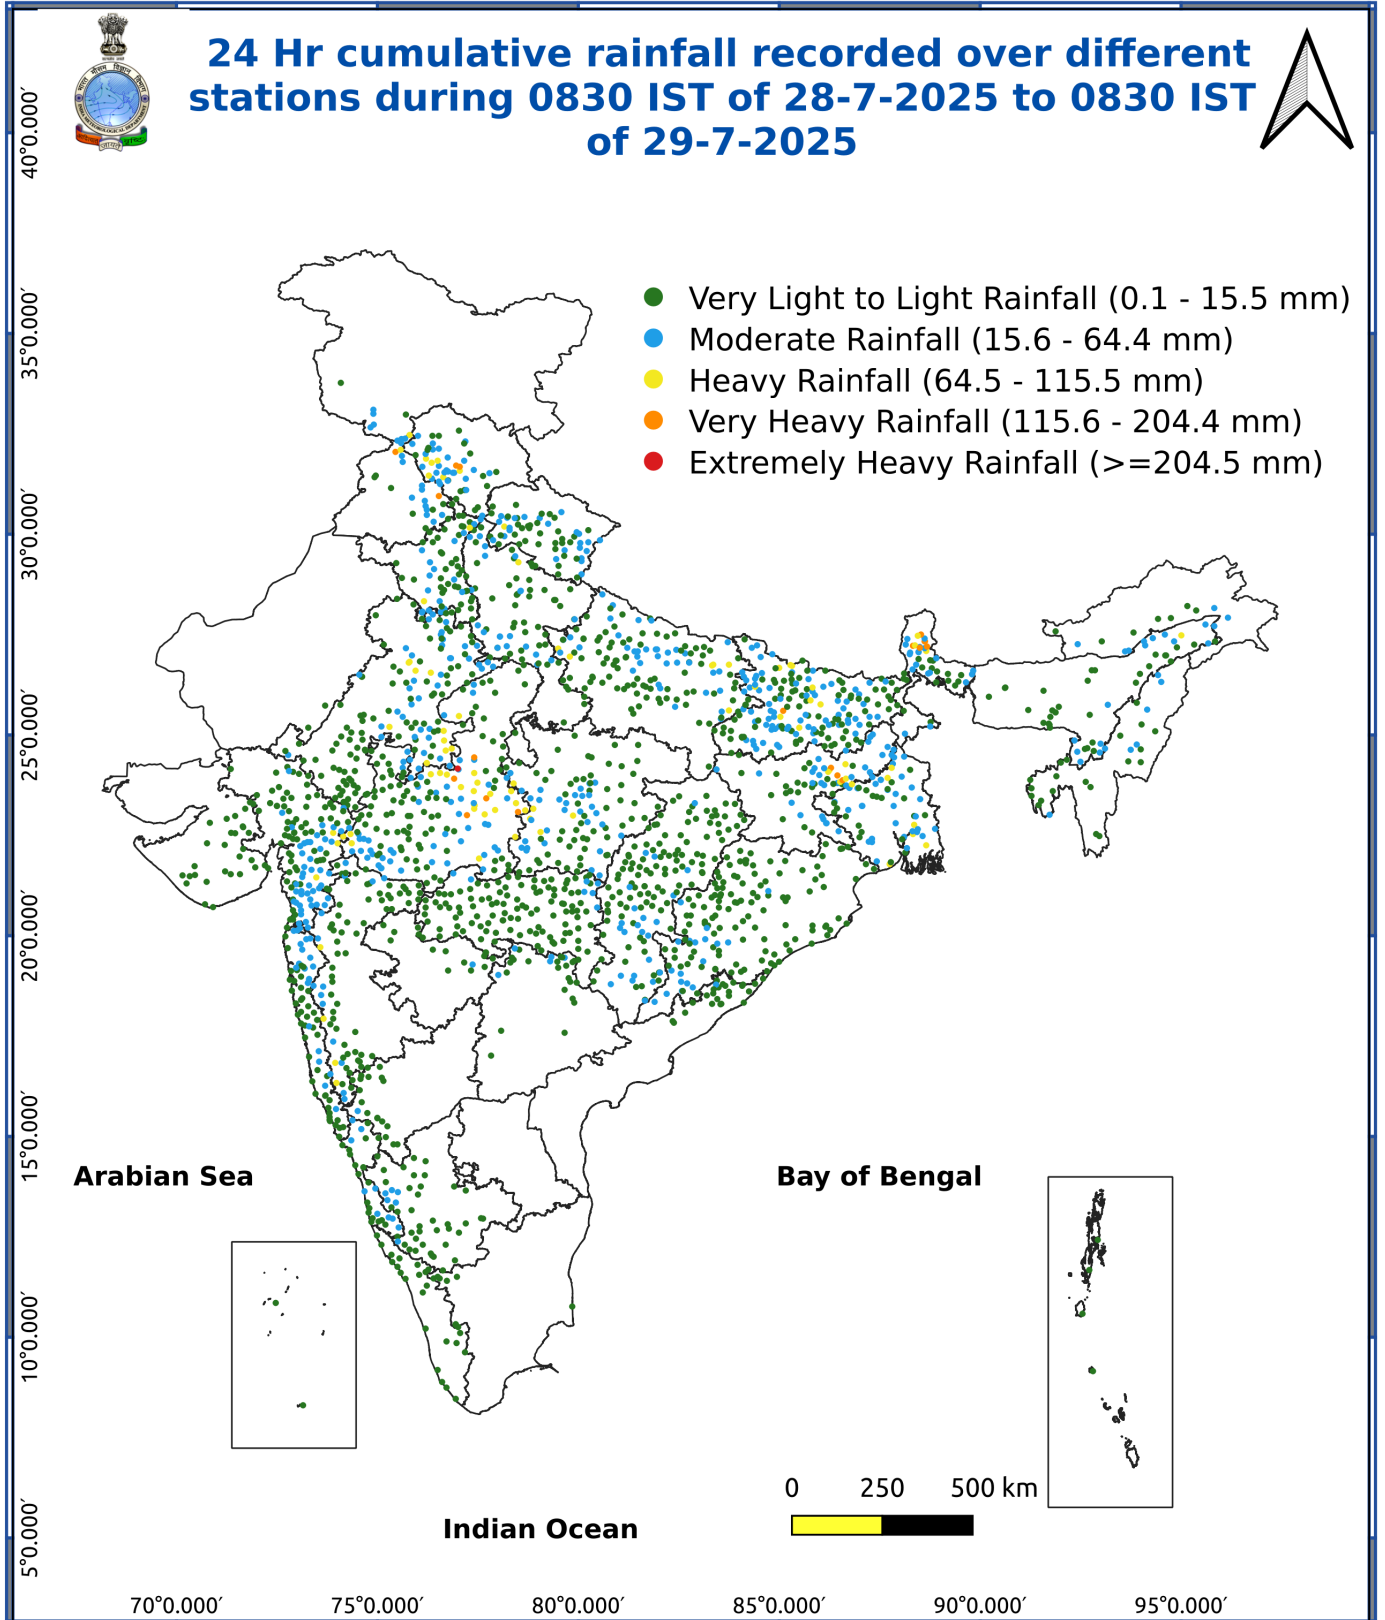 24 Hr cumulative rainfall recorded over different
stations during 0830 IST of 28-7-2025 to 0830 IST
of 29-7-2025
Very Light to Light Rainfall (0.1 - 15.5 mm)
Moderate Rainfall (15.6 - 64.4 mm)
Heavy Rainfall (64.5 - 115.5 mm)
Very Heavy Rainfall (115.6 - 204.4 mm)
Extremely Heavy Rainfall (>=204.5 mm)
40°0.000′
35°0.000′
30°0.000′
25°0.000′
20°0.000′
15°0.000′
10°0.000′
5°0.000′
Arabian Sea
Bay of Bengal
Indian Ocean
0 250 500 km
70°0.000′ 75°0.000′ 80°0.000′ 85°0.000′ 90°0.000′ 95°0.000′